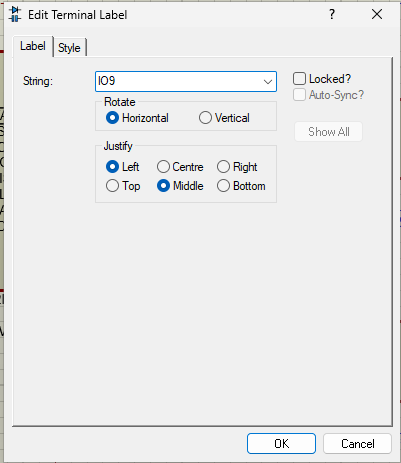 Edit Terminal Label
?
Label Style
String: IO9
Locked?
Auto-Sync?
Rotate
Horizontal Vertical
Show All
Justify
Left Centre Right
Top Middle Bottom
OK Cancel